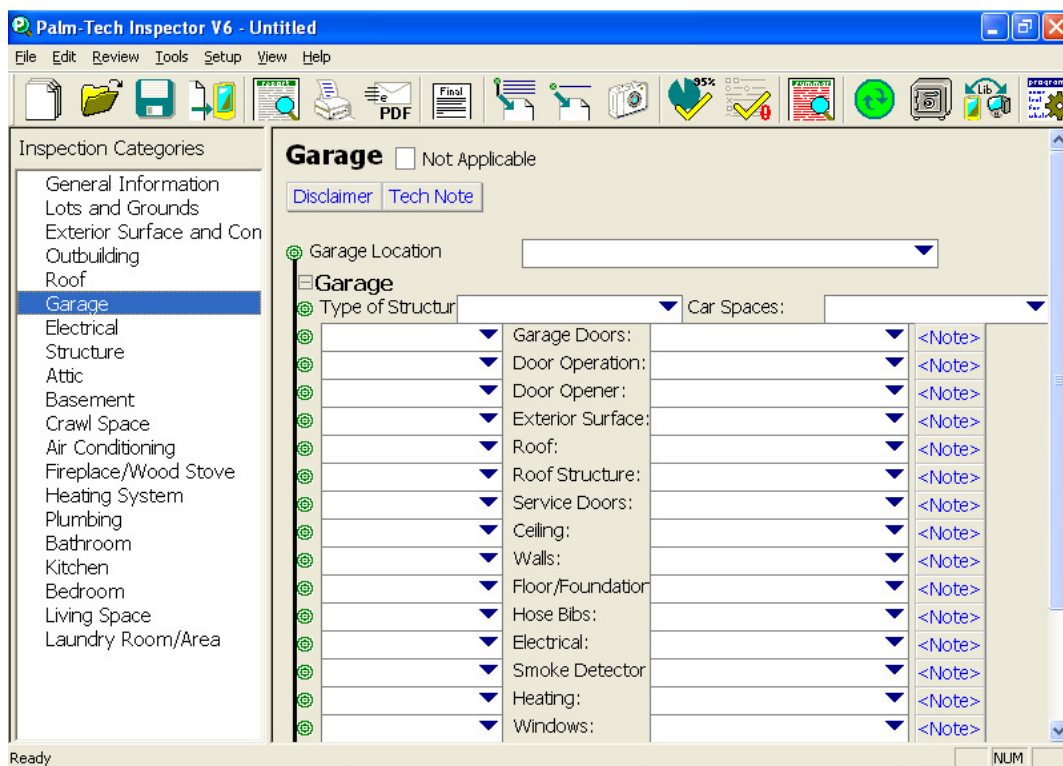 Palm-Tech Inspector V6 - Untitled
File Edit Review Tools Setup View Help
PDF
Final
95%
Lib
program
Inspection Categories
General Information
Lots and Grounds
Exterior Surface and Con
Outbuilding
Roof
Garage
Electrical
Structure
Attic
Basement
Crawl Space
Air Conditioning
Fireplace/Wood Stove
Heating System
Plumbing
Bathroom
Kitchen
Bedroom
Living Space
Laundry Room/Area
Garage Not Applicable
Disclaimer Tech Note
Garage Location
Garage
Type of Structur Car Spaces:
Garage Doors: <Note>
Door Operation: <Note>
Door Opener: <Note>
Exterior Surface: <Note>
Roof: <Note>
Roof Structure: <Note>
Service Doors: <Note>
Ceiling: <Note>
Walls: <Note>
Floor/Foundation <Note>
Hose Bibs: <Note>
Electrical: <Note>
Smoke Detector <Note>
Heating: <Note>
Windows: <Note>
Ready NUM